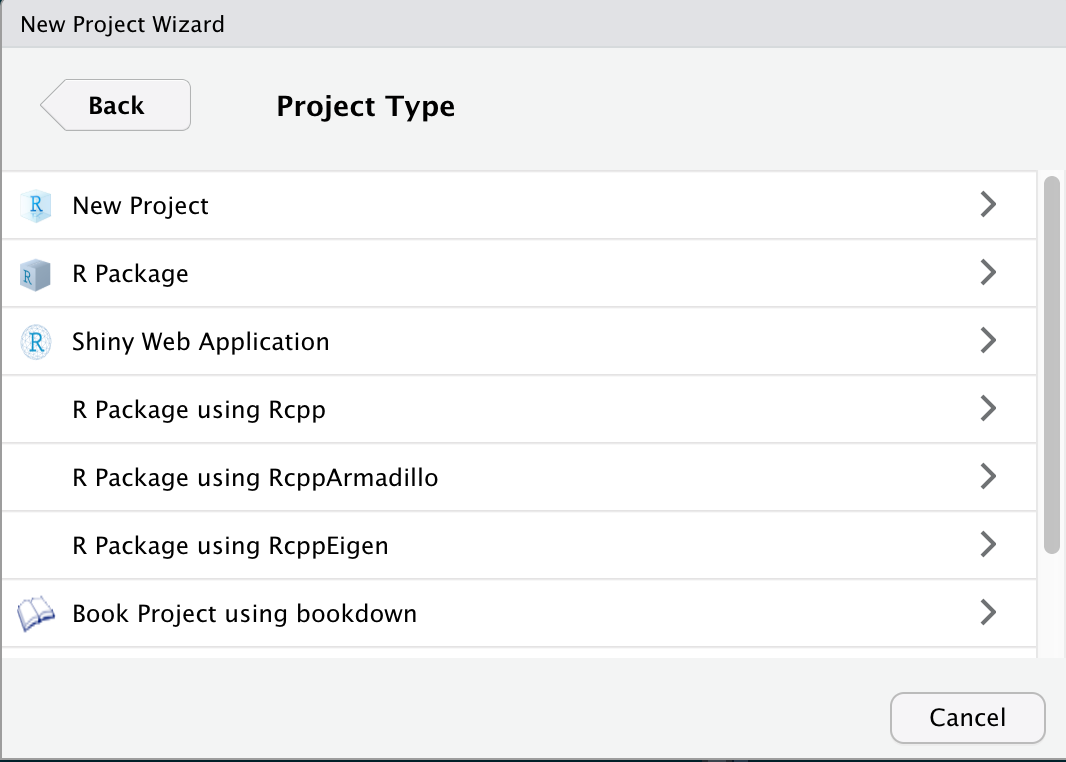 New Project Wizard
Back
Project Type
R New Project
R R Package
R Shiny Web Application
R Package using Rcpp
R Package using RcppArmadillo
R Package using RcppEigen
Book Project using bookdown
Cancel